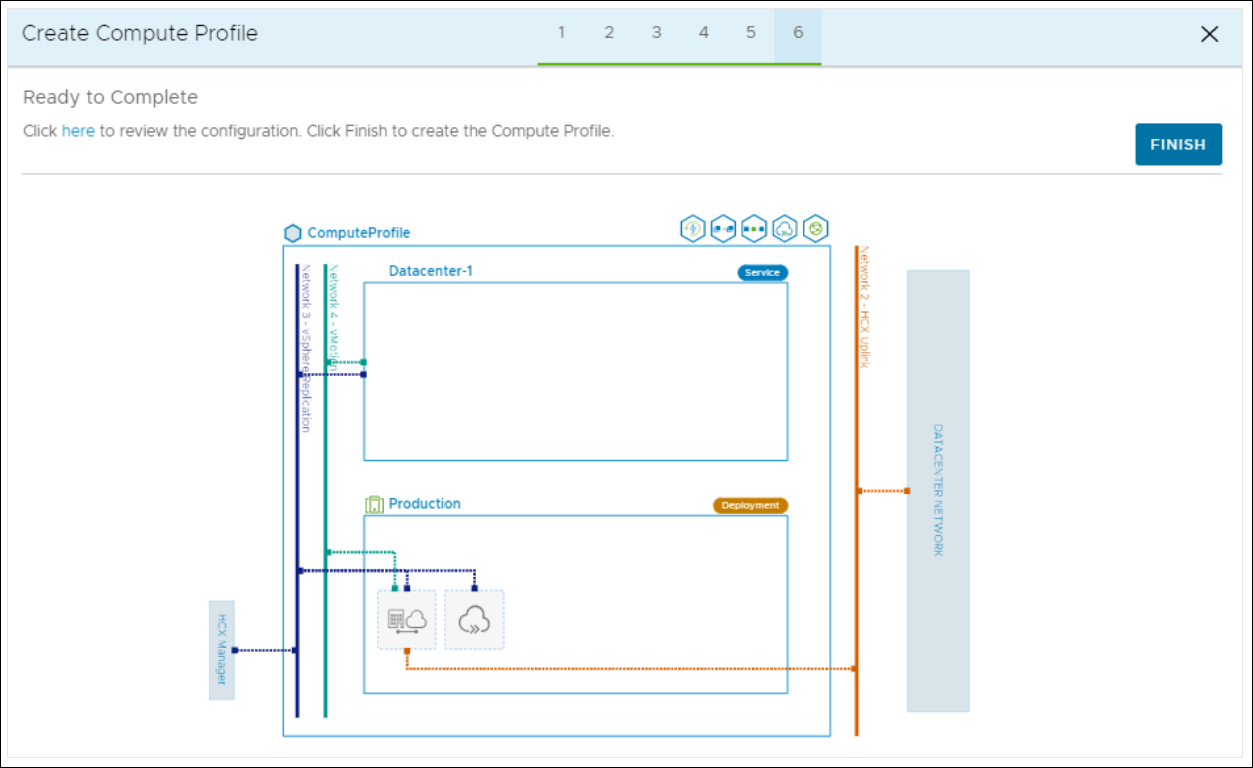 Create Compute Profile
1 2 3 4 5 6
Ready to Complete
Click here to review the configuration. Click Finish to create the Compute Profile.
FINISH
ComputeProfile
Datacenter-1
Service
Network 3 - vSphereReplication
Network 4 - vMotion
Network 2 - HCX Uplink
DATACENTER NETWORK
Production
Deployment
HCX Manager